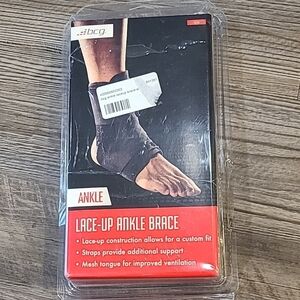 bcg
ANKLE
LACE-UP ANKLE BRACE
• Lace-up construction allows for a custom fit
• Straps provide additional support
• Mesh tongue for improved ventilation